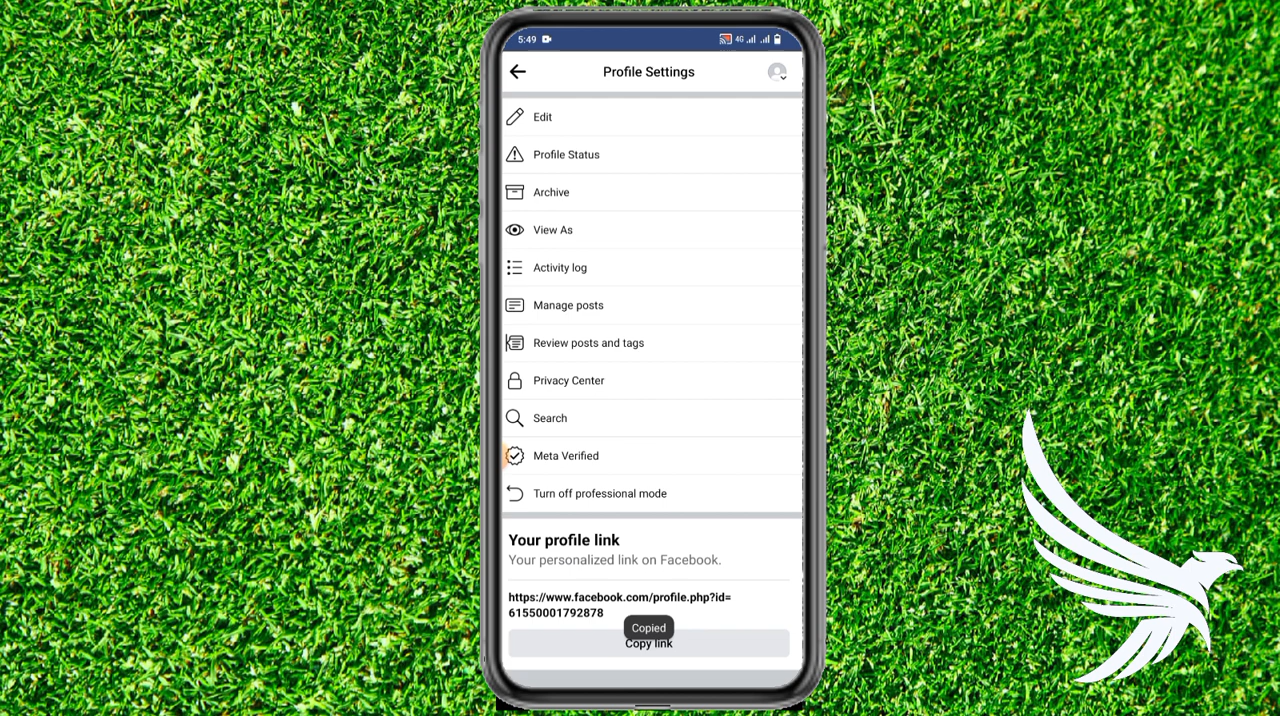 5:49
4G
Profile Settings
Edit
Profile Status
Archive
View As
Activity log
Manage posts
Review posts and tags
Privacy Center
Search
Meta Verified
Turn off professional mode
Your profile link
Your personalized link on Facebook.
https://www.facebook.com/profile.php?id=
61550001792878
Copied
Copy link